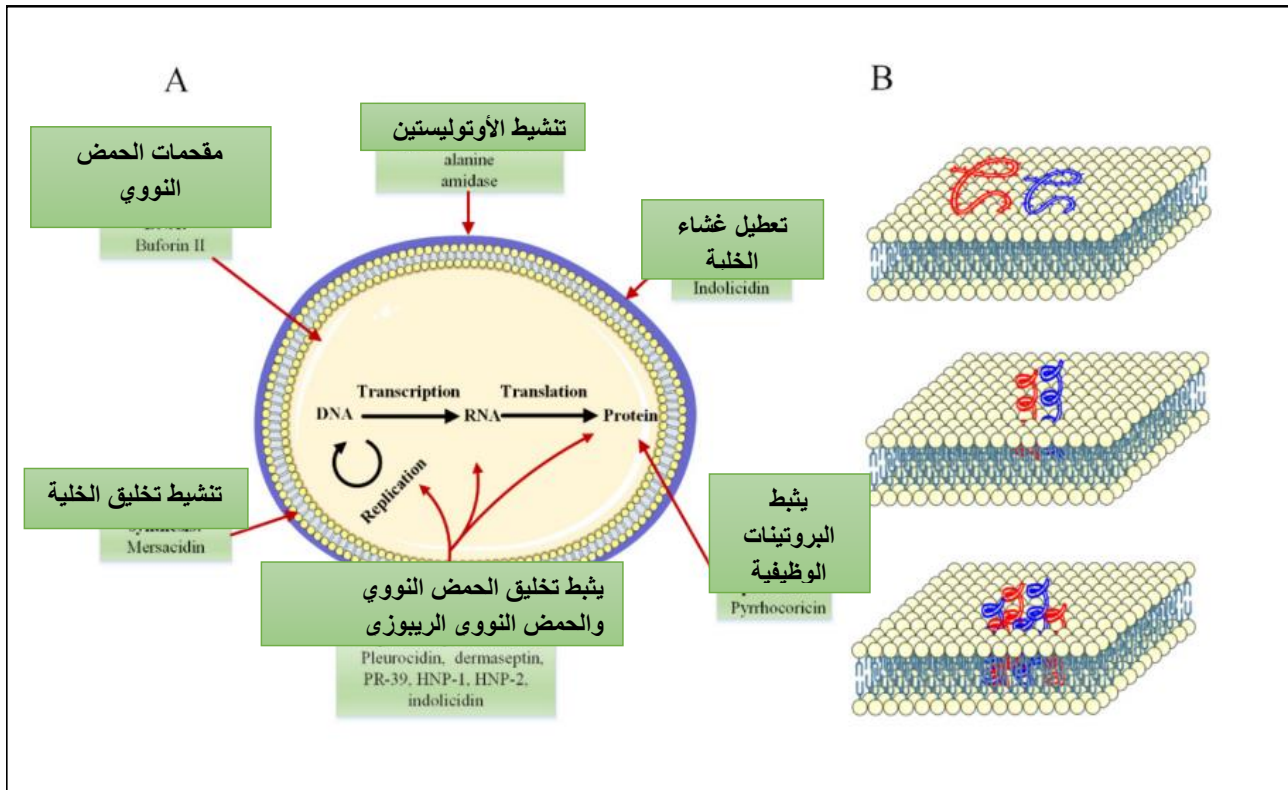 A
B
تنشيط الأوتوليستين
alanine
amidase
مقحمات الحمض
النووي
Buforin II
تعطيل غشاء
الخلية
Indolicidin
Transcription
Translation
DNA
RNA
Protein
Replication
تنشيط تخليق الخلية
Mersacidin
يثبط
البروتينات
الوظيفية
Pyrrhocoricin
يثبط تخليق الحمض النووي
والحمض النووى الريبوزى
Pleurocidin, dermaseptin,
PR-39, HNP-1, HNP-2,
indolicidin